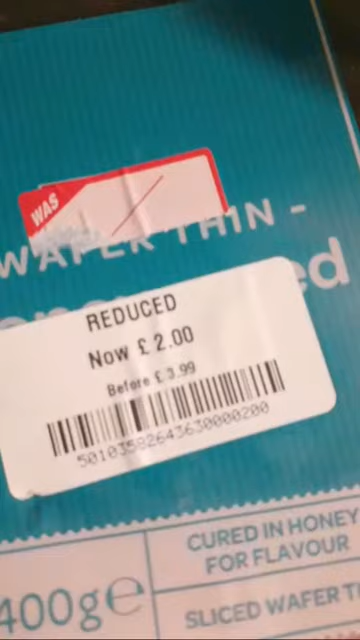 WAS
WAFER THIN -
ed
REDUCED
Now £ 2.00
Before £ 3.99
5010358264363000200
400g℮
CURED IN HONEY
FOR FLAVOUR
SLICED WAFER